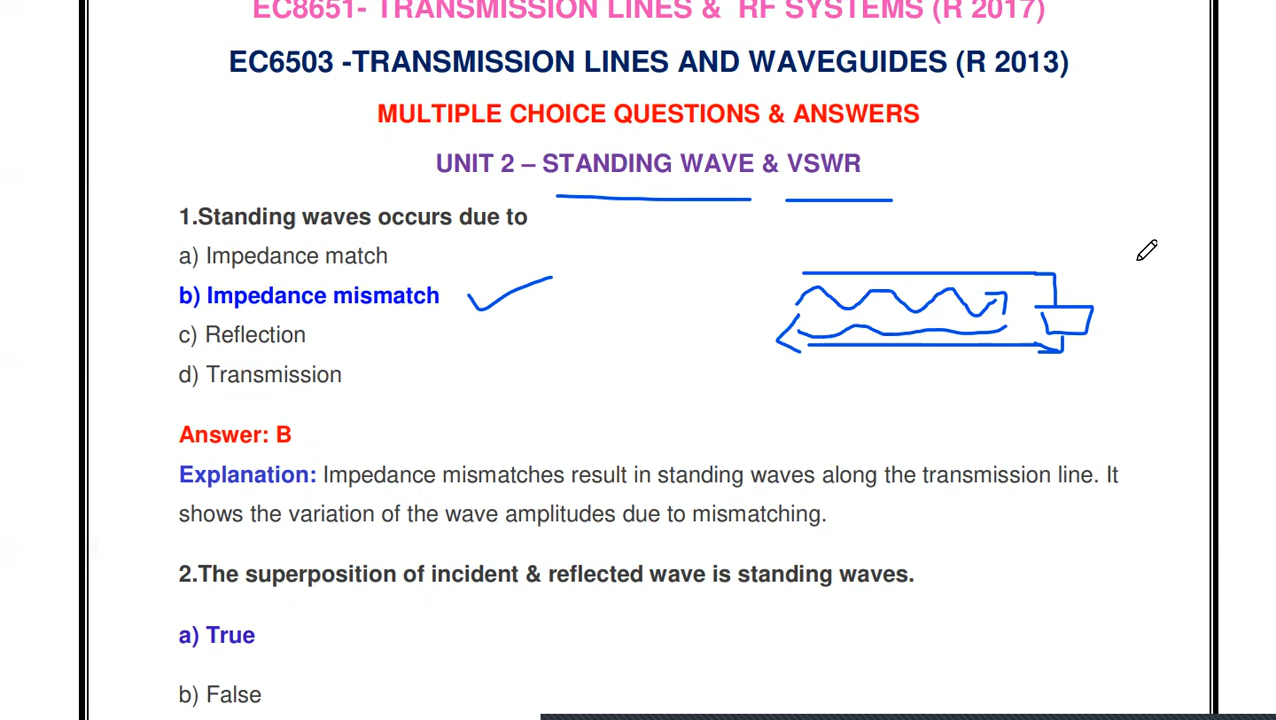 EC8651- TRANSMISSION LINES & RF SYSTEMS (R 2017)
EC6503 -TRANSMISSION LINES AND WAVEGUIDES (R 2013)
MULTIPLE CHOICE QUESTIONS & ANSWERS
UNIT 2 – STANDING WAVE & VSWR
1.Standing waves occurs due to
a) Impedance match
b) Impedance mismatch
c) Reflection
d) Transmission
Answer: B
Explanation: Impedance mismatches result in standing waves along the transmission line. It
shows the variation of the wave amplitudes due to mismatching.
2.The superposition of incident & reflected wave is standing waves.
a) True
b) False